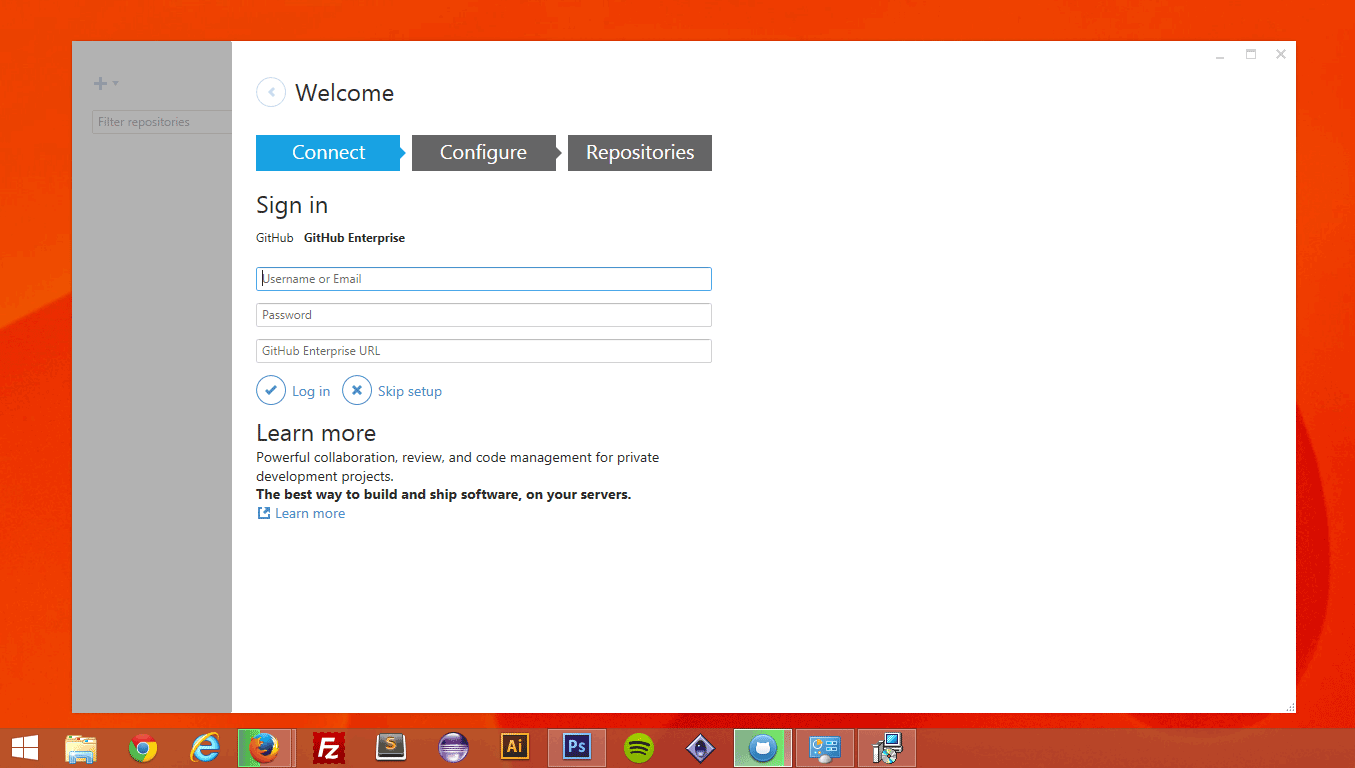 Welcome
Filter repositories
Connect
Configure
Repositories
Sign in
GitHub GitHub Enterprise
Username or Email
Password
GitHub Enterprise URL
Log in
Skip setup
Learn more
Powerful collaboration, review, and code management for private
development projects.
The best way to build and ship software, on your servers.
Learn more
Fz
S
Ai
Ps